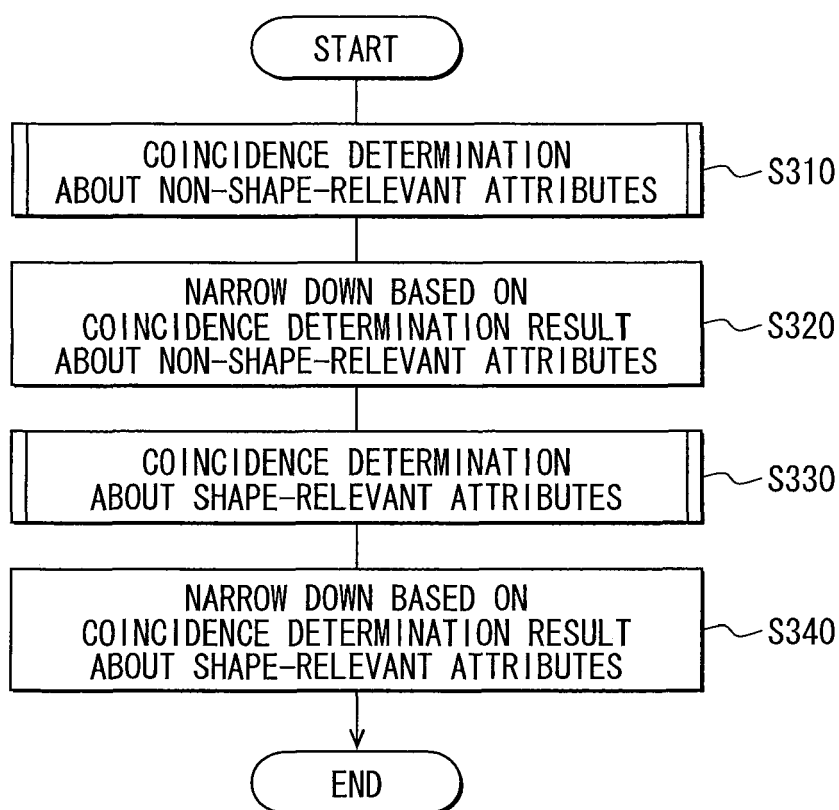 START
COINCIDENCE DETERMINATION
ABOUT NON-SHAPE-RELEVANT ATTRIBUTES
S310
NARROW DOWN BASED ON
COINCIDENCE DETERMINATION RESULT
ABOUT NON-SHAPE-RELEVANT ATTRIBUTES
S320
COINCIDENCE DETERMINATION
ABOUT SHAPE-RELEVANT ATTRIBUTES
S330
NARROW DOWN BASED ON
COINCIDENCE DETERMINATION RESULT
ABOUT SHAPE-RELEVANT ATTRIBUTES
S340
END